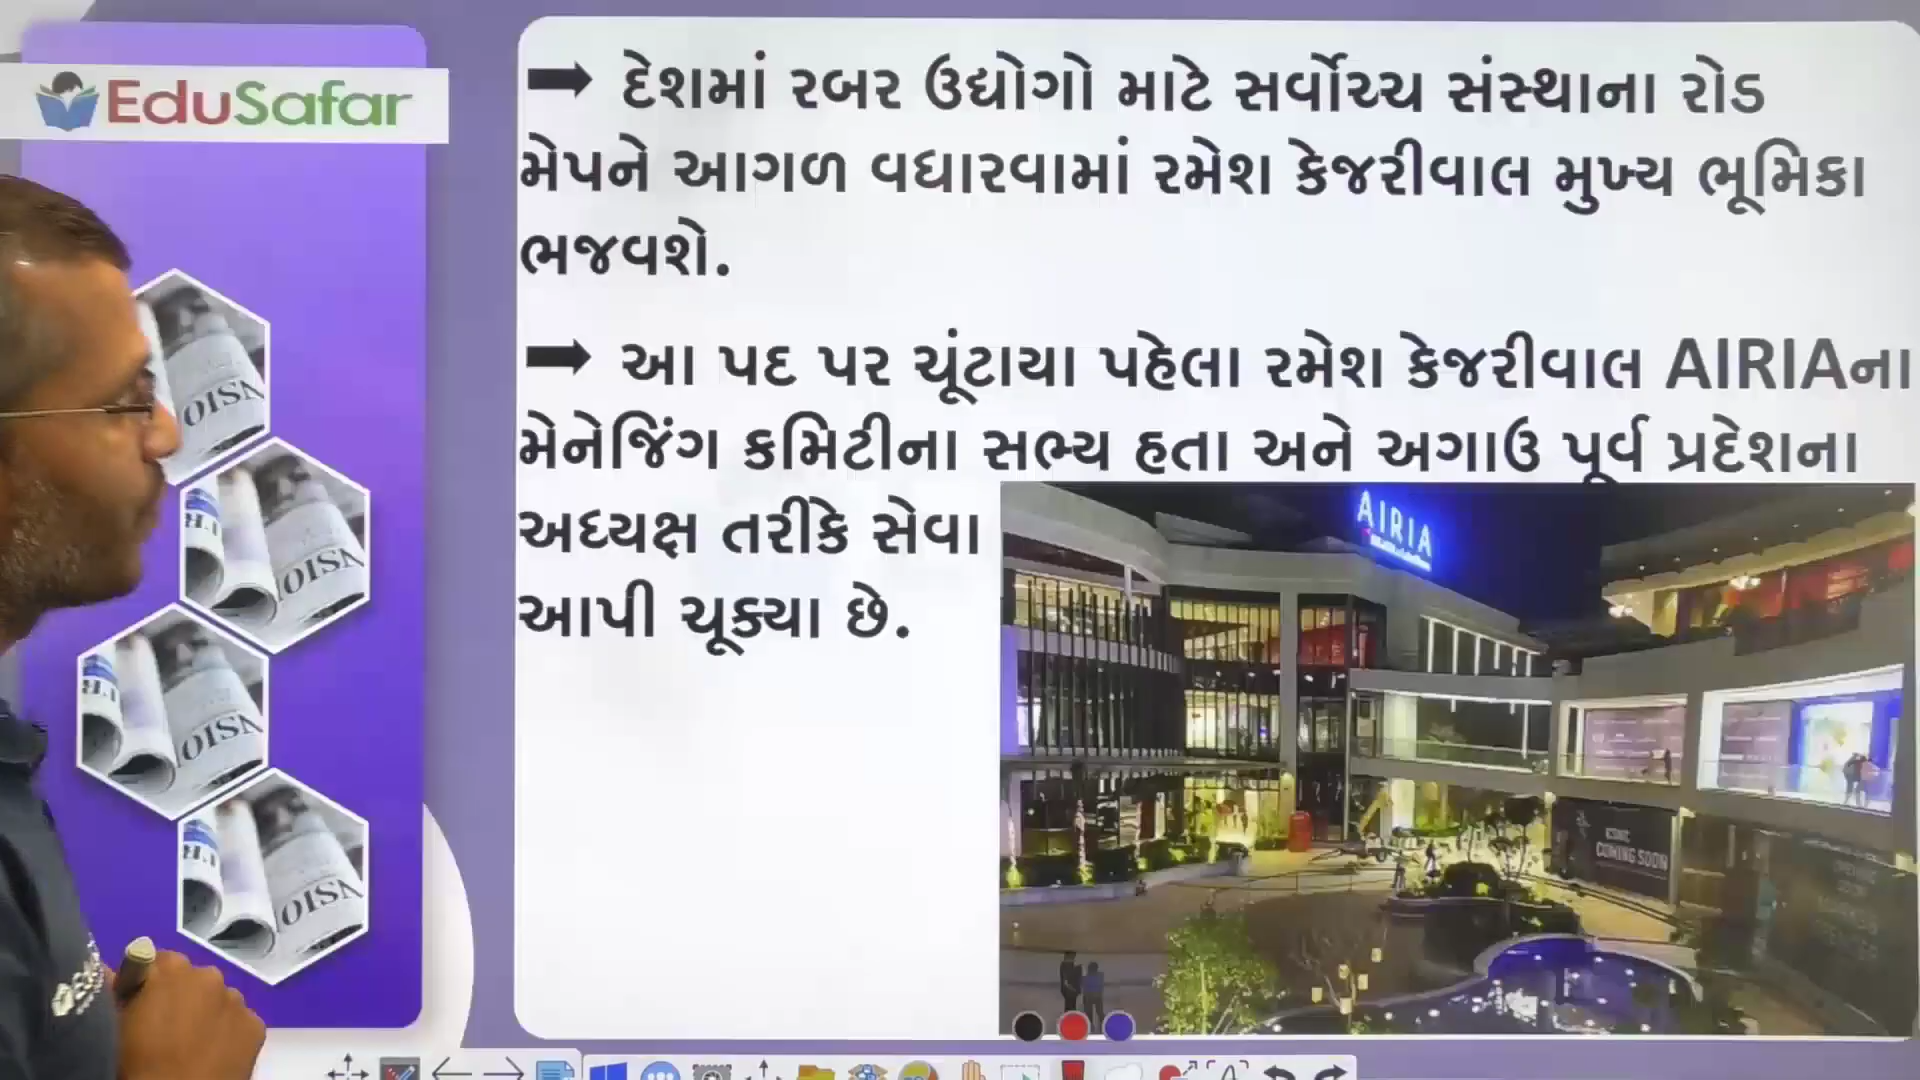 EduSafar
➡ દેશમાં રબર ઉદ્યોગો માટે સર્વોચ્ચ સંસ્થાના રોડ
મેપને આગળ વધારવામાં રમેશ કેજરીવાલ મુખ્ય ભૂમિકા
ભજવશે.
➡ આ પદ પર ચૂંટાયા પહેલા રમેશ કેજરીવાલ AIRIAના
મેનેજિંગ કમિટીના સભ્ય હતા અને અગાઉ પૂર્વ પ્રદેશના
અધ્યક્ષ તરીકે સેવા
આપી ચૂક્યા છે.
AIRIA
COMING SOON